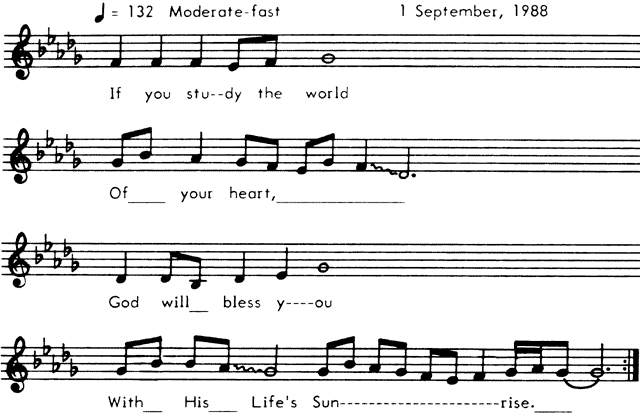 = 132 Moderate-fast 1 September, 1988
If you stu--dy the world
Of____ your heart,______________
God will__ bless y----ou
With__ His___ Life's Sun--------------------rise.____